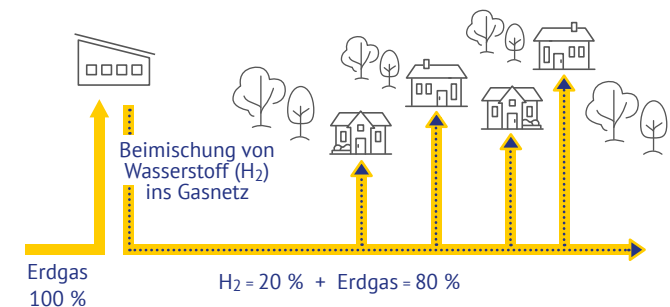 Beimischung von
Wasserstoff (H₂)
ins Gasnetz
Erdgas
100 %
H₂ = 20 % + Erdgas = 80 %